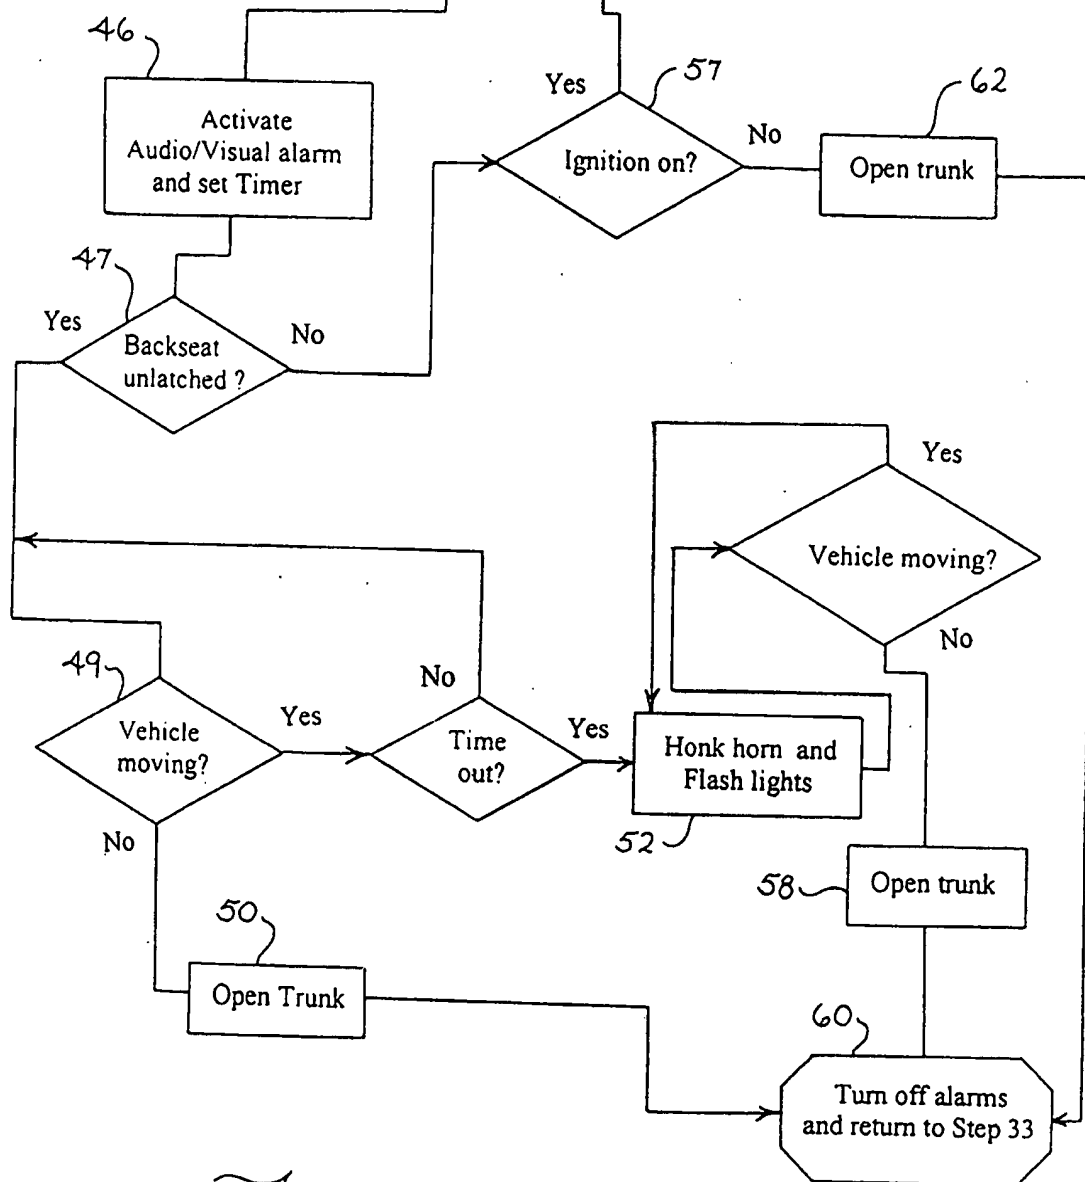 46
Activate
Audio/Visual alarm
and set Timer
Yes
57
Ignition on?
No
62
Open trunk
47
Yes
Backseat
unlatched ?
No
Yes
Vehicle moving?
No
49
Vehicle
moving?
Yes
No
No
Time
out?
Yes
Honk horn and
Flash lights
52
58
Open trunk
50
Open Trunk
60
Turn off alarms
and return to Step 33